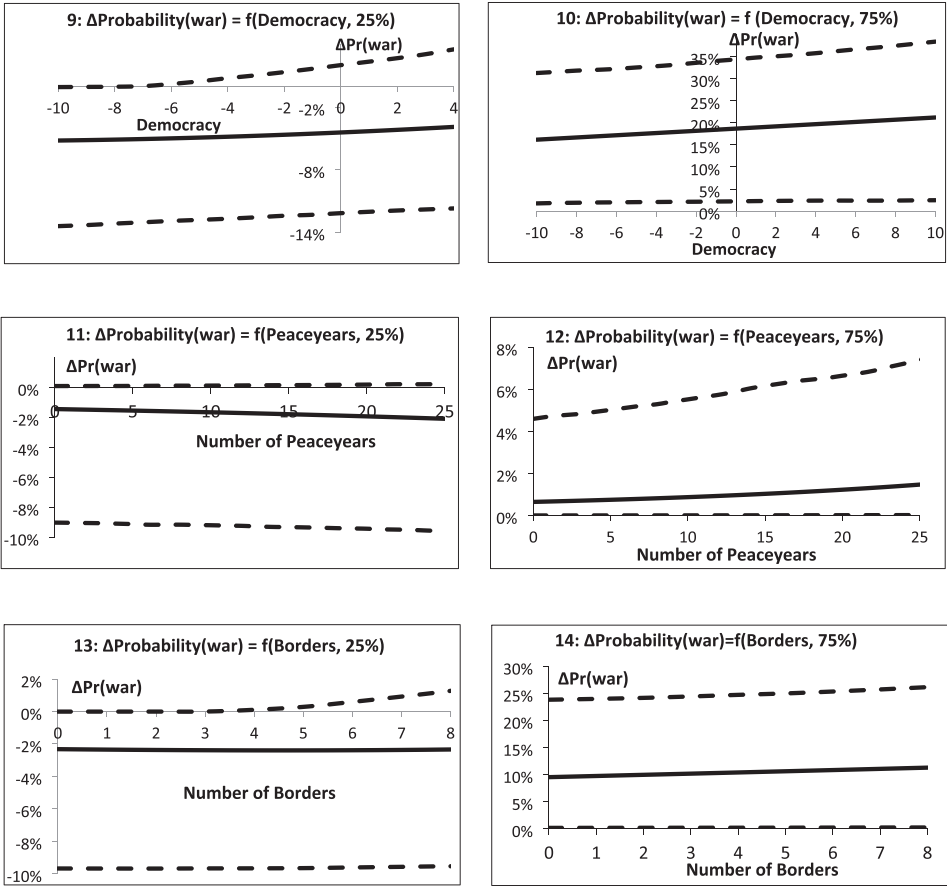 9: ΔProbability(war) = f(Democracy, 25%)
ΔPr(war)
-10 -8 -6 -4 -2 0 2 4
-2%
Democracy
-8%
-14%
10: ΔProbability(war) = f (Democracy, 75%)
ΔPr(war)
35%
30%
25%
20%
15%
10%
5%
0%
-10 -8 -6 -4 -2 0 2 4 6 8 10
Democracy
11: ΔProbability(war) = f(Peaceyears, 25%)
ΔPr(war)
0%
0 5 10 15 20 25
-2%
Number of Peaceyears
-4%
-6%
-8%
-10%
12: ΔProbability(war) = f(Peaceyears, 75%)
8%
ΔPr(war)
6%
4%
2%
0%
0 5 10 15 20 25
Number of Peaceyears
13: ΔProbability(war) = f(Borders, 25%)
2%
ΔPr(war)
0%
0 1 2 3 4 5 6 7 8
-2%
-4%
Number of Borders
-6%
-8%
-10%
14: ΔProbability(war)=f(Borders, 75%)
30%
ΔPr(war)
25%
20%
15%
10%
5%
0%
0 1 2 3 4 5 6 7 8
Number of Borders